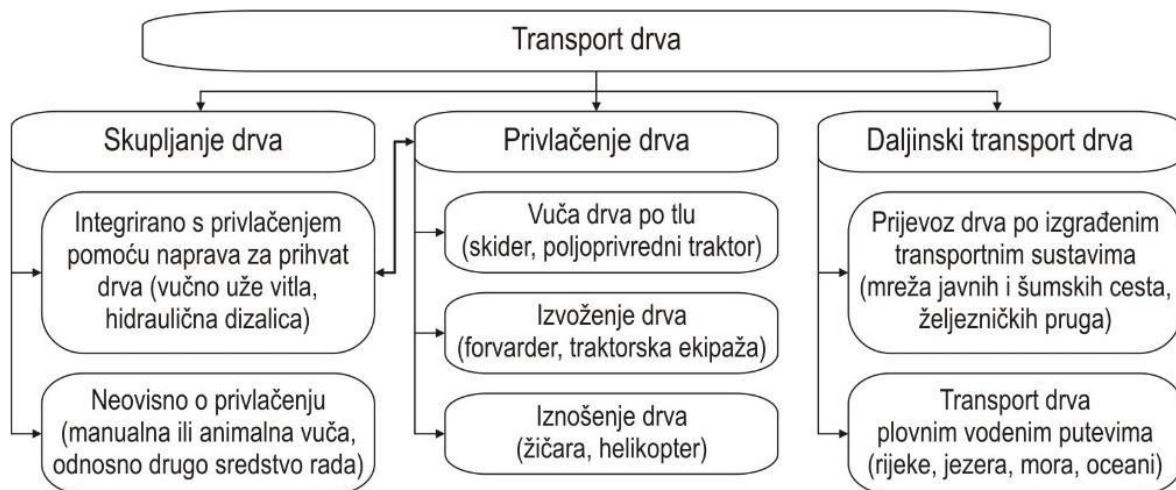 Transport drva
Skupljanje drva
Integrirano s privlačenjem
pomoću naprava za prihvat
drva (vučno uže vitla,
hidraulična dizalica)
Neovisno o privlačenju
(manualna ili animalna vuča,
odnosno drugo sredstvo rada)
Privlačenje drva
Vuča drva po tlu
(skider, poljoprivredni traktor)
Izvoženje drva
(forvarder, traktorska ekipaža)
Iznošenje drva
(žičara, helikopter)
Daljinski transport drva
Prijevoz drva po izgrađenim
transportnim sustavima
(mreža javnih i šumskih cesta,
željezničkih pruga)
Transport drva
plovnim vodenim putevima
(rijeke, jezera, mora, oceani)